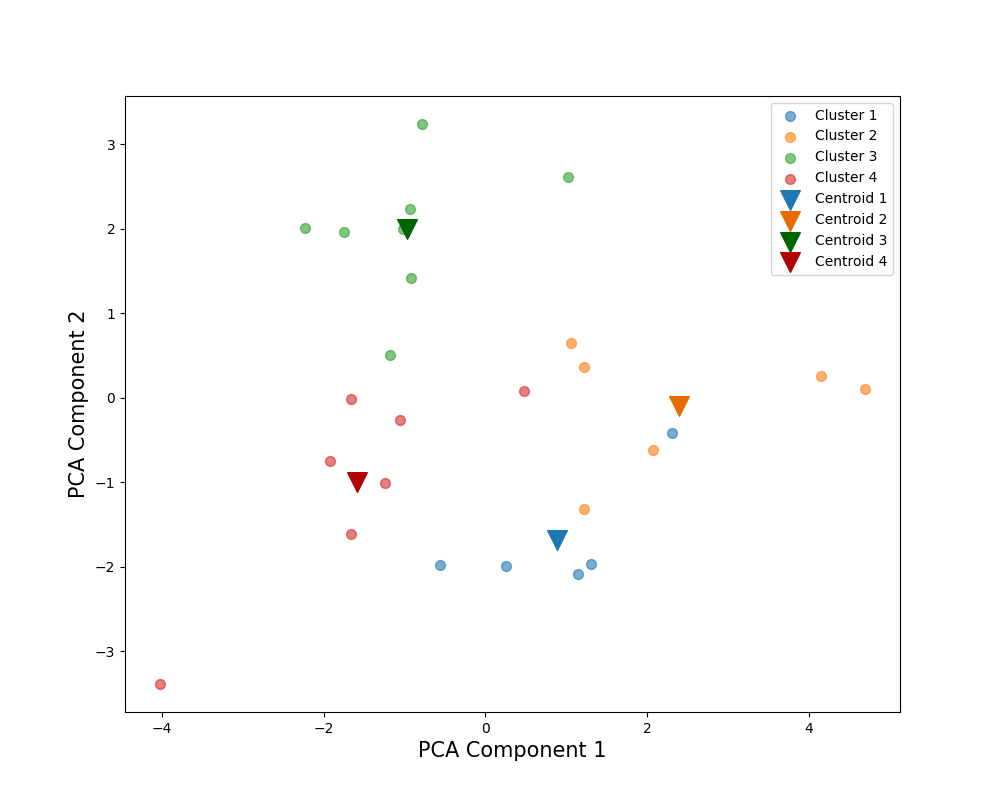 Cluster 1
Cluster 2
Cluster 3
Cluster 4
Centroid 1
Centroid 2
Centroid 3
Centroid 4
PCA Component 2
3
2
1
0
−1
−2
−3
−4
−2
0
2
4
PCA Component 1